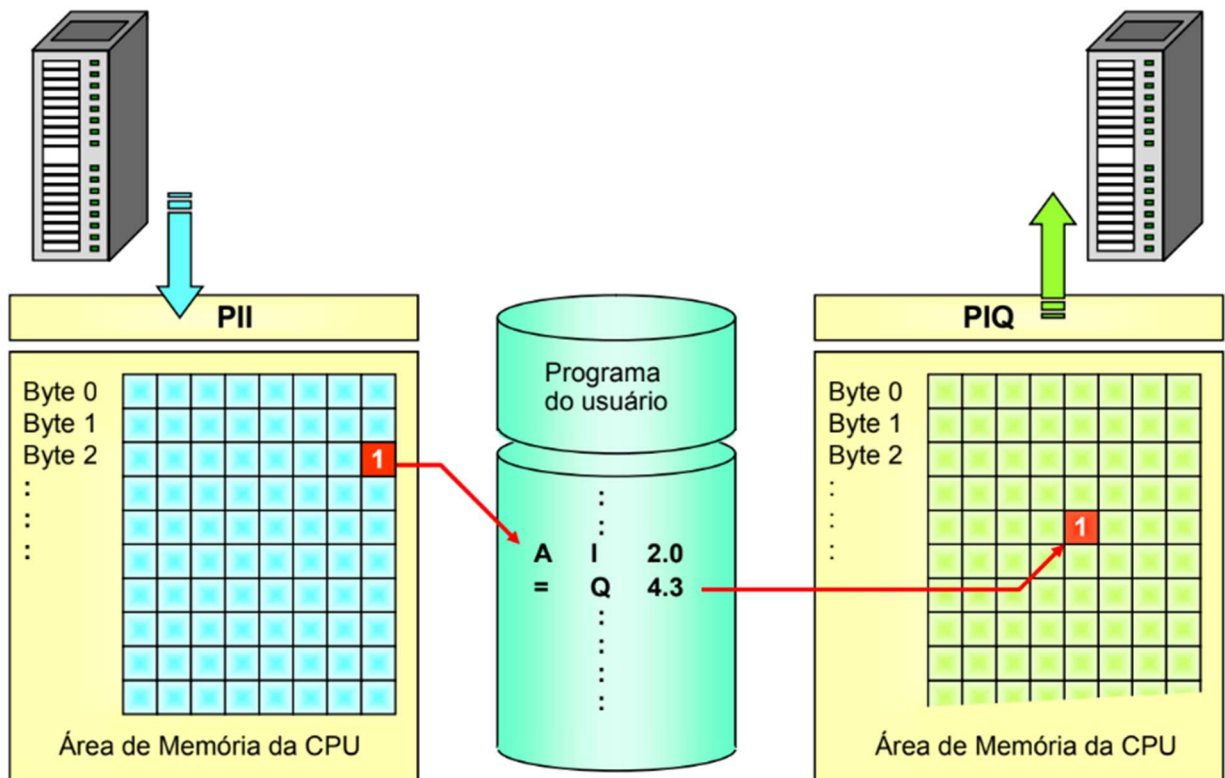 PII
Byte 0
Byte 1
Byte 2
:
:
:
1
Área de Memória da CPU
Programa
do usuário
:
:
A I 2.0
= Q 4.3
:
:
:
:
PIQ
Byte 0
Byte 1
Byte 2
:
:
:
1
Área de Memória da CPU